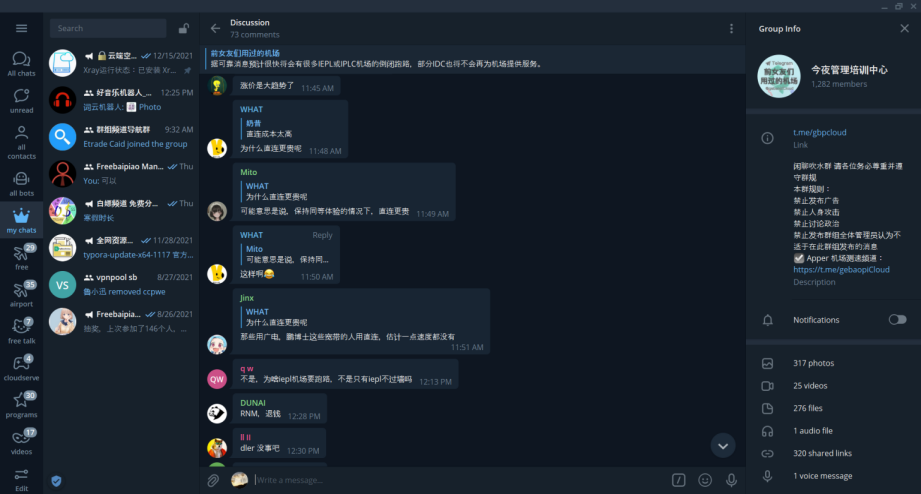 Search
All chats
unread
all
contacts
all bots
my chats
29
free
35
airport
7
free talk
4
cloudserve
30
programs
17
videos
Edit
云端空... 12/15/2021
Xray运行状态：已安装 Xr...
好音乐机器人_... 12:25 PM
词云机器人: Photo
群组频道导航群 9:32 AM
Etrade Caid joined the group
Freebaipiao Man... Thu
You: 可以
白嫖频道 免费分... Thu
寒假时长
全网资源... 11/28/2021
typora-update-x64-1117 官方...
VS
vpnpool sb 8/27/2021
鲁小迅 removed ccpwe
Freebaipia... 8/26/2021
抽奖，上次参加了146个人，...
Discussion
73 comments
前女友们用过的机场
据可靠消息预计很快将会有很多IEPL或IPLC机场的倒闭跑路，部分IDC也将不会再为机场提供服务。
涨价是大趋势了 11:45 AM
WHAT
奶昔
直连成本太高
为什么直连更贵呢 11:48 AM
Mito
WHAT
为什么直连更贵呢
可能意思是说，保持同等体验的情况下，直连更贵 11:49 AM
WHAT Reply
Mito
可能意思是说，保持同...
这样啊 11:50 AM
Jinx
WHAT
为什么直连更贵呢
那些用广电，鹏博士这些宽带的人用直连，估计一点速度都没有
11:51 AM
QW
q w
不是，为啥iepl机场要跑路，不是只有iepl不过墙吗 12:13 PM
DUNAI
RNM，退钱 12:28 PM
ll ll
dler 没事吧 12:30 PM
Write a message...
Group Info
Telegram
前女友们
用过的机场
今夜管理培训中心
1,282 members
t.me/gbpcloud
Link
闲聊吹水群 请各位务必尊重并遵
守群规
本群规则：
禁止发布广告
禁止人身攻击
禁止讨论政治
禁止发布群组全体管理员认为不
适于在此群组发布的消息
Apper 机场测速频道：
https://t.me/gebaopiCloud
Description
Notifications
317 photos
25 videos
276 files
1 audio file
320 shared links
1 voice message